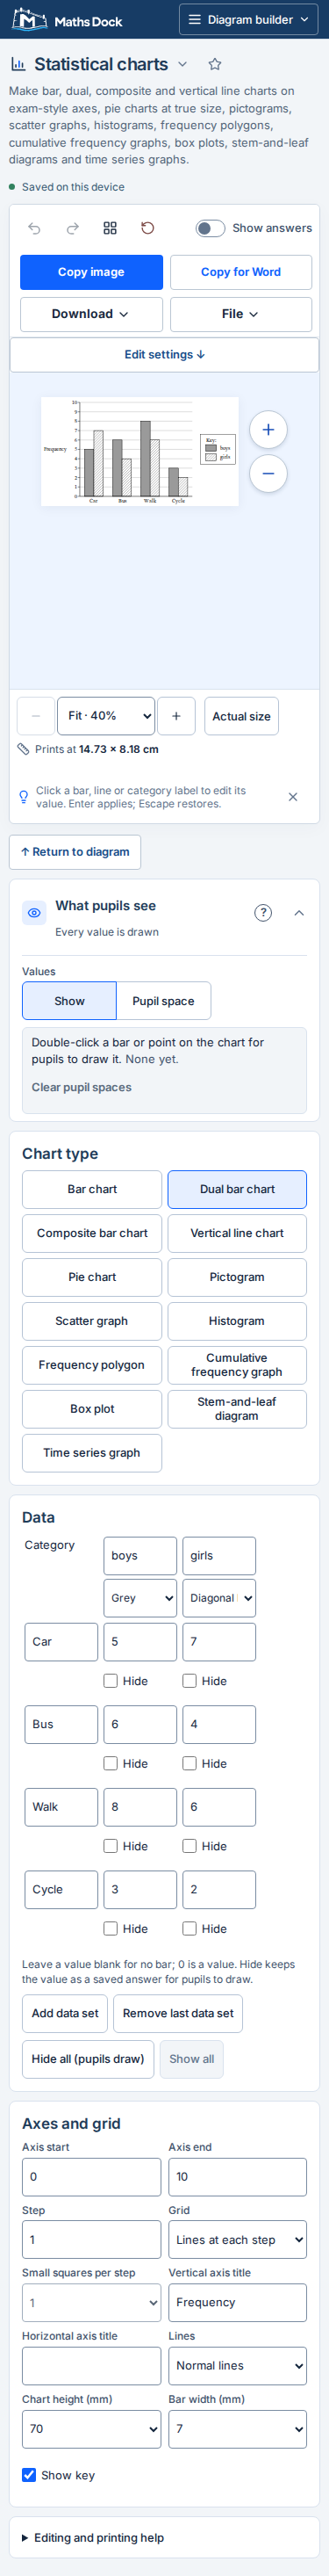 Maths Dock
Diagram builder
Statistical charts
Make bar, dual, composite and vertical line charts on
exam-style axes, pie charts at true size, pictograms,
scatter graphs, histograms, frequency polygons,
cumulative frequency graphs, box plots, stem-and-leaf
diagrams and time series graphs.
Saved on this device
Show answers
Copy image
Copy for Word
Download
File
Edit settings ↓
10
9
8
7
6
5
4
3
2
1
0
Frequency
Car
Bus
Walk
Cycle
Key:
boys
girls
+
−
−
Fit · 40%
+
Actual size
Prints at 14.73 × 8.18 cm
Click a bar, line or category label to edit its
value. Enter applies; Escape restores.
↑ Return to diagram
What pupils see
?
Every value is drawn
Values
Show
Pupil space
Double-click a bar or point on the chart for
pupils to draw it. None yet.
Clear pupil spaces
Chart type
Bar chart
Dual bar chart
Composite bar chart
Vertical line chart
Pie chart
Pictogram
Scatter graph
Histogram
Frequency polygon
Cumulative
frequency graph
Box plot
Stem-and-leaf
diagram
Time series graph
Data
Category
boys
girls
Grey
Diagonal
Car
5
7
Hide
Hide
Bus
6
4
Hide
Hide
Walk
8
6
Hide
Hide
Cycle
3
2
Hide
Hide
Leave a value blank for no bar; 0 is a value. Hide keeps
the value as a saved answer for pupils to draw.
Add data set
Remove last data set
Hide all (pupils draw)
Show all
Axes and grid
Axis start
Axis end
0
10
Step
Grid
1
Lines at each step
Small squares per step
Vertical axis title
1
Frequency
Horizontal axis title
Lines
Normal lines
Chart height (mm)
Bar width (mm)
70
7
Show key
Editing and printing help